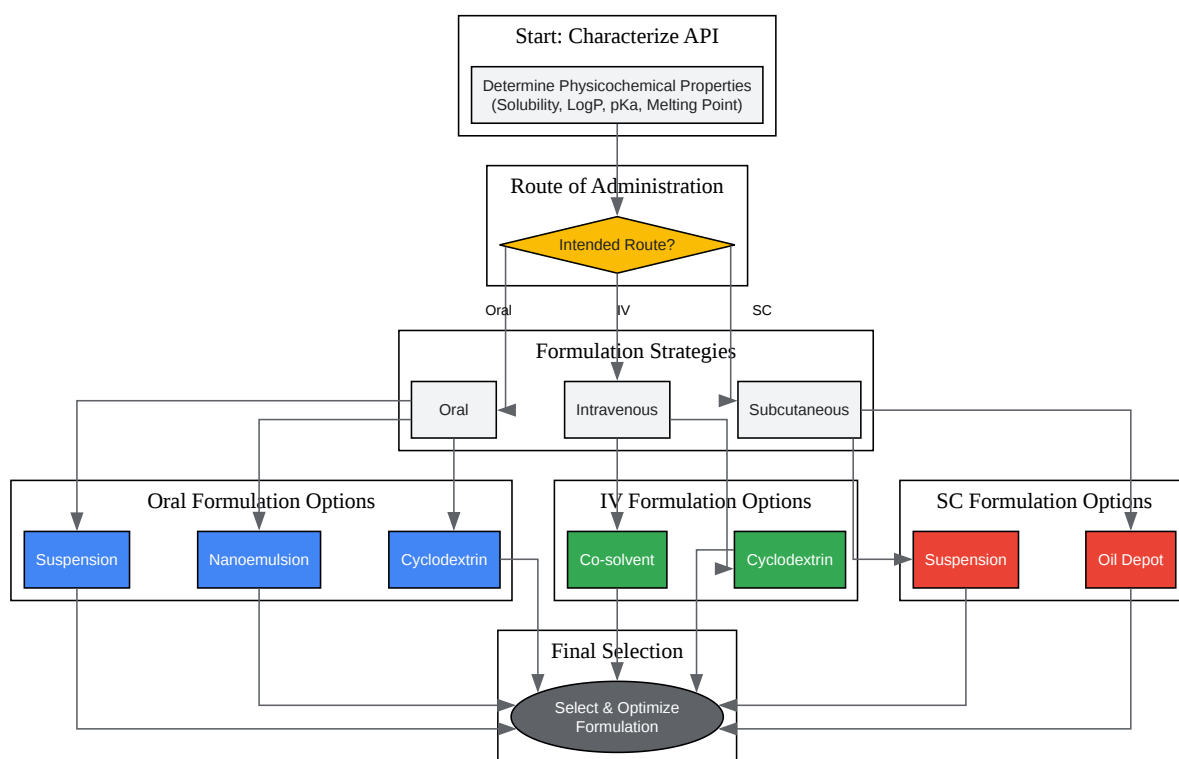 Start: Characterize API
Determine Physicochemical Properties
(Solubility, LogP, pKa, Melting Point)
Route of Administration
Intended Route?
Oral
IV
SC
Formulation Strategies
Oral
Intravenous
Subcutaneous
Oral Formulation Options
IV Formulation Options
SC Formulation Options
Suspension
Nanoemulsion
Cyclodextrin
Co-solvent
Cyclodextrin
Suspension
Oil Depot
Final Selection
Select & Optimize
Formulation